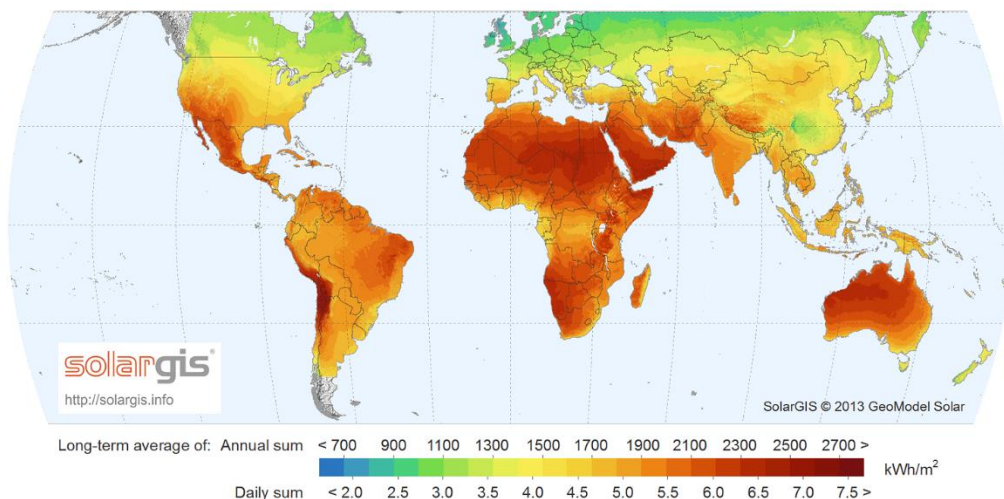 solargis®
http://solargis.info
SolarGIS © 2013 GeoModel Solar
Long-term average of: Annual sum < 700 900 1100 1300 1500 1700 1900 2100 2300 2500 2700 >
kWh/m²
Daily sum < 2.0 2.5 3.0 3.5 4.0 4.5 5.0 5.5 6.0 6.5 7.0 7.5 >